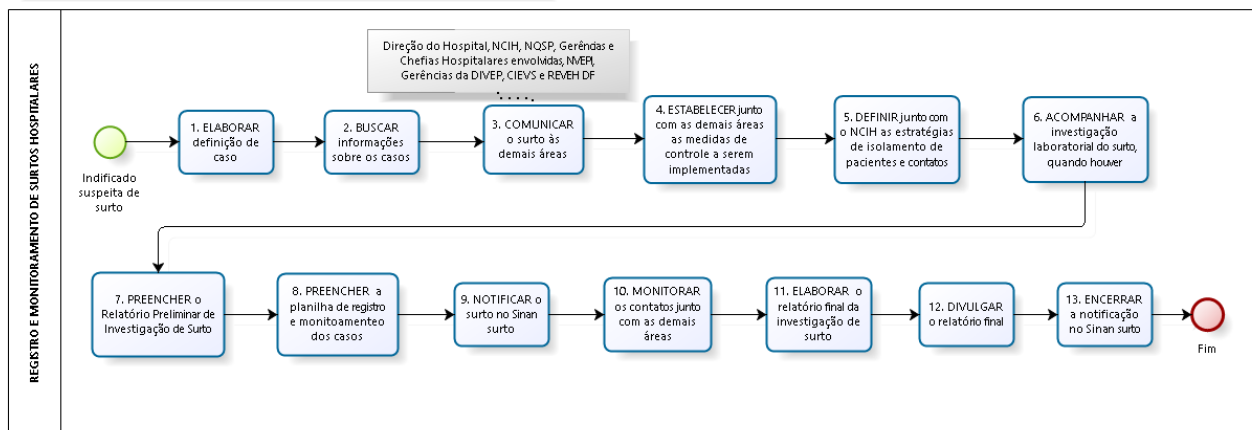 REGISTRO E MONITORAMENTO DE SURTOS HOSPITALARES
Direção do Hospital, NCIH, NQSP, Gerências e
Chefias Hospitalares envolvidas, NVEPI,
Gerências da DIVEP, CIEVS e REVEH DF
Indificado
suspeita de
surto
1. ELABORAR
definição de
caso
2. BUSCAR
informações
sobre os casos
3. COMUNICAR
o surto às
demais áreas
4. ESTABELECER junto
com as demais áreas
as medidas de
controle a serem
implementadas
5. DEFINIR junto com
o NCIH as estratégias
de isolamento de
pacientes e contatos
6. ACOMPANHAR a
investigação
laboratorial do surto,
quando houver
7. PREENCHER o
Relatório Preliminar de
Investigação de Surto
8. PREENCHER a
planilha de registro
e monitoamenteo
dos casos
9. NOTIFICAR o
surto no Sinan
surto
10. MONITORAR
os contatos junto
com as demais
áreas
11. ELABORAR o
relatório final da
investigação de
surto
12. DIVULGAR
o relatório final
13. ENCERRAR
a notificação
no Sinan surto
Fim